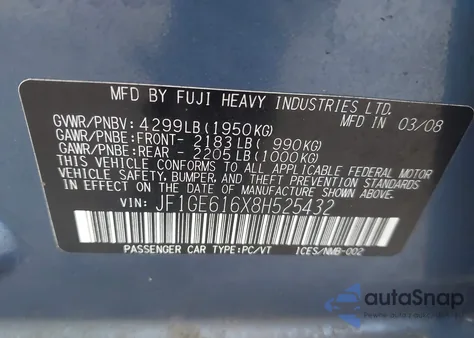 MFD BY FUJI HEAVY INDUSTRIES LTD.
GVWR/PNBV: 4299LB(1950KG) MFD IN 03/08
GAWR/PNBE:FRONT- 2183LB( 990KG)
GAWR/PNBE:REAR - 2205LB(1000KG)
THIS VEHICLE CONFORMS TO ALL APPLICABLE FEDERAL MOTOR
VEHICLE SAFETY, BUMPER, AND THEFT PREVENTION STANDARDS
IN EFFECT ON THE DATE OF MANUFACTURE SHOWN ABOVE.
VIN: JF1GE616X8H525432
PASSENGER CAR TYPE:PC/VT ICES/NMB-002
autoSnap